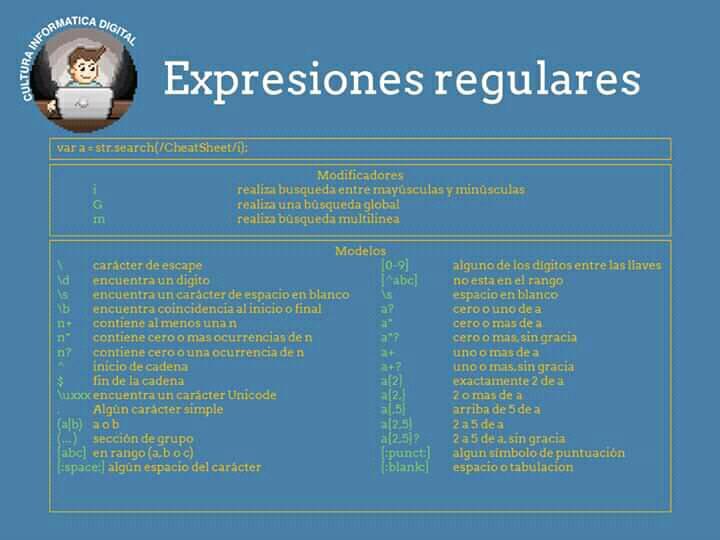 CULTURA INFORMATICA DIGITAL
Expresiones regulares
var a = str.search(/CheatSheet/i);
Modificadores
i realiza busqueda entre mayúsculas y minúsculas
G realiza una búsqueda global
m realiza búsqueda multilínea
Modelos
\ carácter de escape [0-9] alguno de los dígitos entre las llaves
\d encuentra un digito [^abc] no esta en el rango
\s encuentra un carácter de espacio en blanco \s espacio en blanco
\b encuentra coincidencia al inicio o final a? cero o uno de a
n+ contiene al menos una n a* cero o mas de a
n* contiene cero o mas ocurrencias de n a*? cero o mas, sin gracia
n? contiene cero o una ocurrencia de n a+ uno o mas de a
^ inicio de cadena a+? uno o mas, sin gracia
$ fin de la cadena a{2} exactamente 2 de a
\uxxx encuentra un carácter Unicode a{2,} 2 o mas de a
. Algún carácter simple a{,5} arriba de 5 de a
(a|b) a o b a{2,5} 2 a 5 de a
(...) sección de grupo a{2,5}? 2 a 5 de a, sin gracia
[abc] en rango (a, b o c) [:punct:] algun símbolo de puntuación
[:space:] algún espacio del carácter [:blank:] espacio o tabulacion